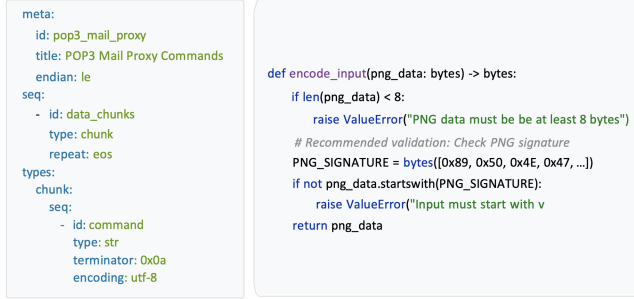 meta:
  id: pop3_mail_proxy
  title: POP3 Mail Proxy Commands
  endian: le
seq:
  - id: data_chunks
    type: chunk
    repeat: eos
types:
  chunk:
    seq:
      - id: command
        type: str
        terminator: 0x0a
        encoding: utf-8
def encode_input(png_data: bytes) -> bytes:
    if len(png_data) < 8:
        raise ValueError("PNG data must be be at least 8 bytes")
    # Recommended validation: Check PNG signature
    PNG_SIGNATURE = bytes([0x89, 0x50, 0x4E, 0x47, …])
    if not png_data.startswith(PNG_SIGNATURE):
        raise ValueError("Input must start with v
    return png_data